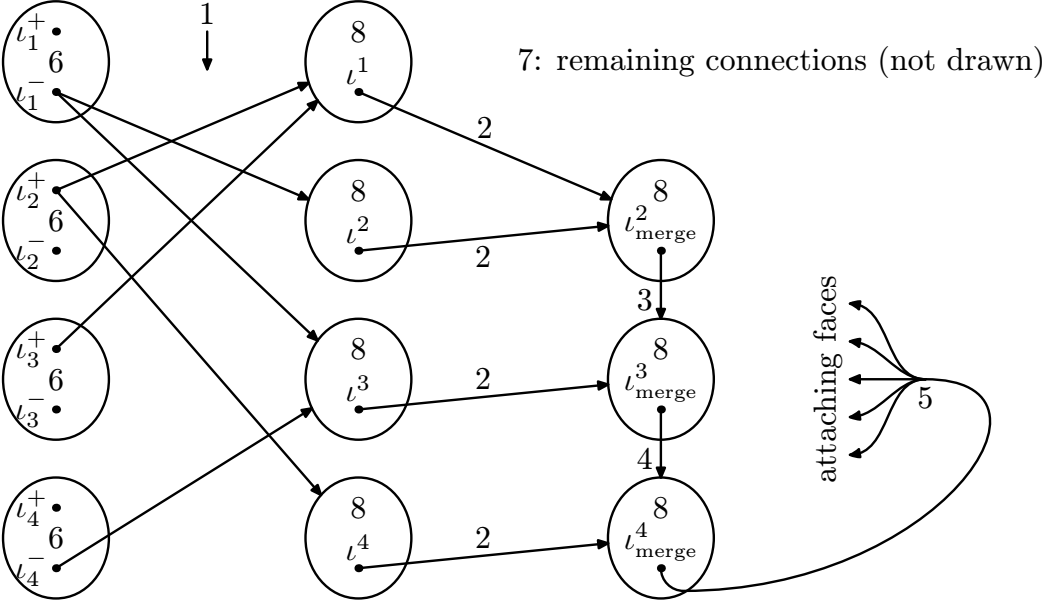 1
7: remaining connections (not drawn)
ι₁⁺
6
ι₁⁻
8
ι¹
2
ι₂⁺
6
ι₂⁻
8
ι²
2
8
ι²merge
3
attaching faces
5
ι₃⁺
6
ι₃⁻
8
ι³
2
8
ι³merge
4
ι₄⁺
6
ι₄⁻
8
ι⁴
2
8
ι⁴merge